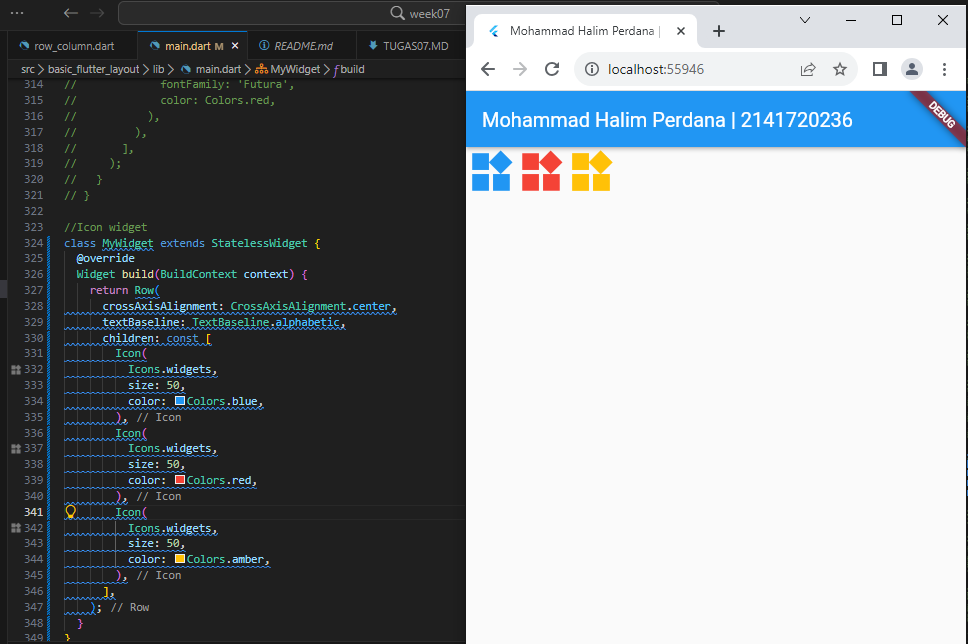 week07
row_column.dart
main.dart M
README.md
TUGAS07.MD
src > basic_flutter_layout > lib > main.dart > MyWidget > build
314 // fontFamily: 'Futura',
315 // color: Colors.red,
316 // ),
317 // ),
318 // ],
319 // );
320 // }
321 // }
322
323 //Icon widget
324 class MyWidget extends StatelessWidget {
325 @override
326 Widget build(BuildContext context) {
327 return Row(
328 crossAxisAlignment: CrossAxisAlignment.center,
329 textBaseline: TextBaseline.alphabetic,
330 children: const [
331 Icon(
332 Icons.widgets,
333 size: 50,
334 color: Colors.blue,
335 ), // Icon
336 Icon(
337 Icons.widgets,
338 size: 50,
339 color: Colors.red,
340 ), // Icon
341 Icon(
342 Icons.widgets,
343 size: 50,
344 color: Colors.amber,
345 ), // Icon
346 ],
347 ); // Row
348 }
349 }
Mohammad Halim Perdana |
localhost:55946
Mohammad Halim Perdana | 2141720236
DEBUG